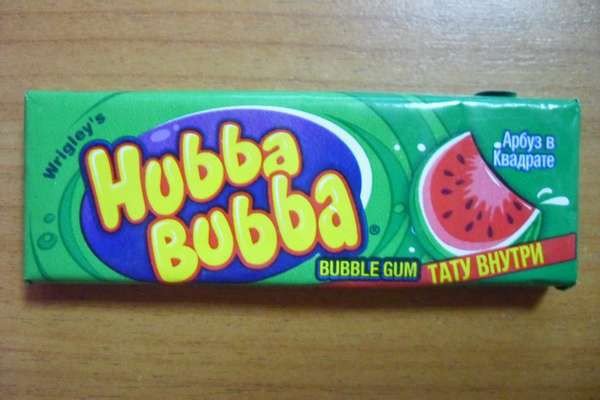 Wrigley's
Hubba
Bubba®
Арбуз в
Квадрате
BUBBLE GUM
ТАТУ ВНУТРИ